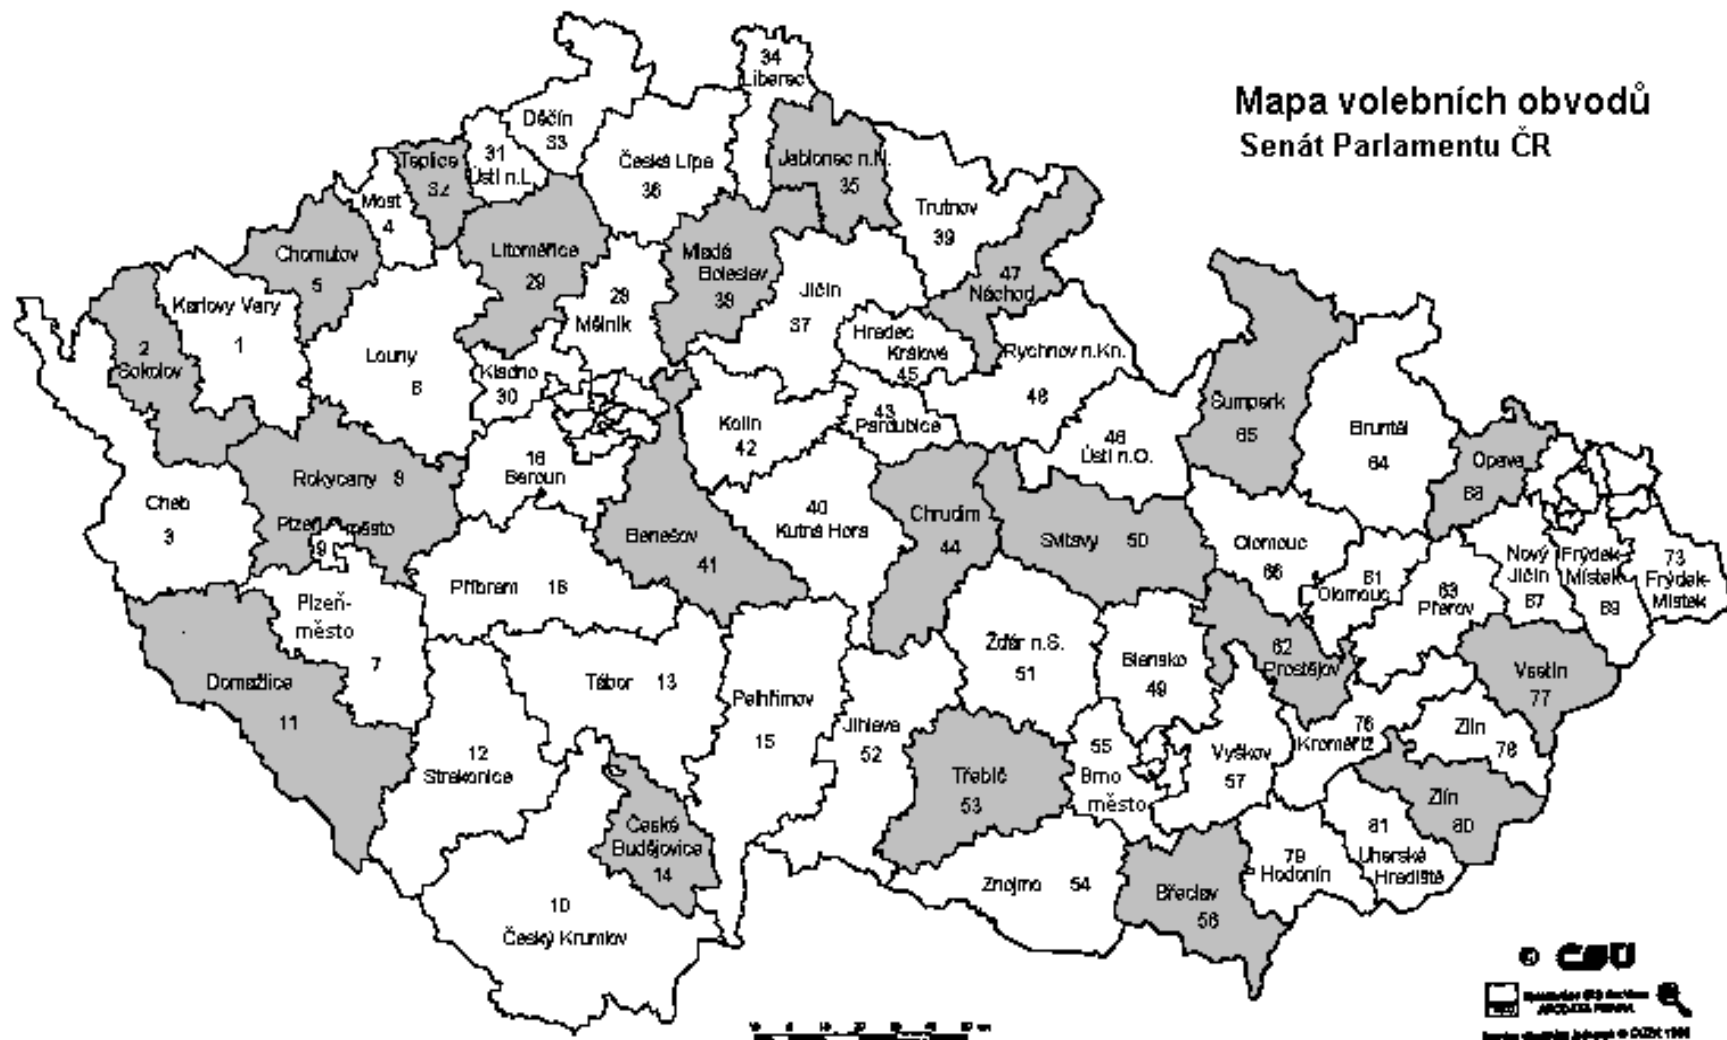 Mapa volebních obvodů
Senát Parlamentu ČR
34
Liberec
Děčín
33
31
Ústí n.L.
Teplice
32
Česká Lípa
36
Jablonec n.N.
35
Most
4
Trutnov
39
Chomutov
5
Litoměřice
29
Mladá
Boleslav
38
47
Náchod
Karlovy Vary
1
Jičín
37
28
Mělník
2
Sokolov
Louny
6
Kladno
30
Hradec
Králové
45
Rychnov n.Kn.
48
Kolín
42
43
Pardubice
46
Ústí n.O.
Šumperk
65
Bruntál
64
Opava
68
Cheb
3
Rokycany 8
Plzeň-město
9
16
Beroun
40
Kutná Hora
Chrudim
44
Svitavy 50
Benešov
41
Olomouc
66
61
Olomouc
63
Přerov
Nový
Jičín
67
Frýdek-
Místek
69
73
Frýdek-
Místek
Příbram 18
Plzeň-
město
7
Domažlice
11
Tábor 13
Pelhřimov
15
Jihlava
52
Žďár n.S.
51
Blansko
49
62
Prostějov
Vsetín
77
12
Strakonice
Třebíč
53
55
Brno
město
Vyškov
57
76
Kroměříž
Zlín
78
Zlín
80
České
Budějovice
14
81
Uherské
Hradiště
79
Hodonín
10
Český Krumlov
Znojmo 54
Břeclav
56
© ČSÚ